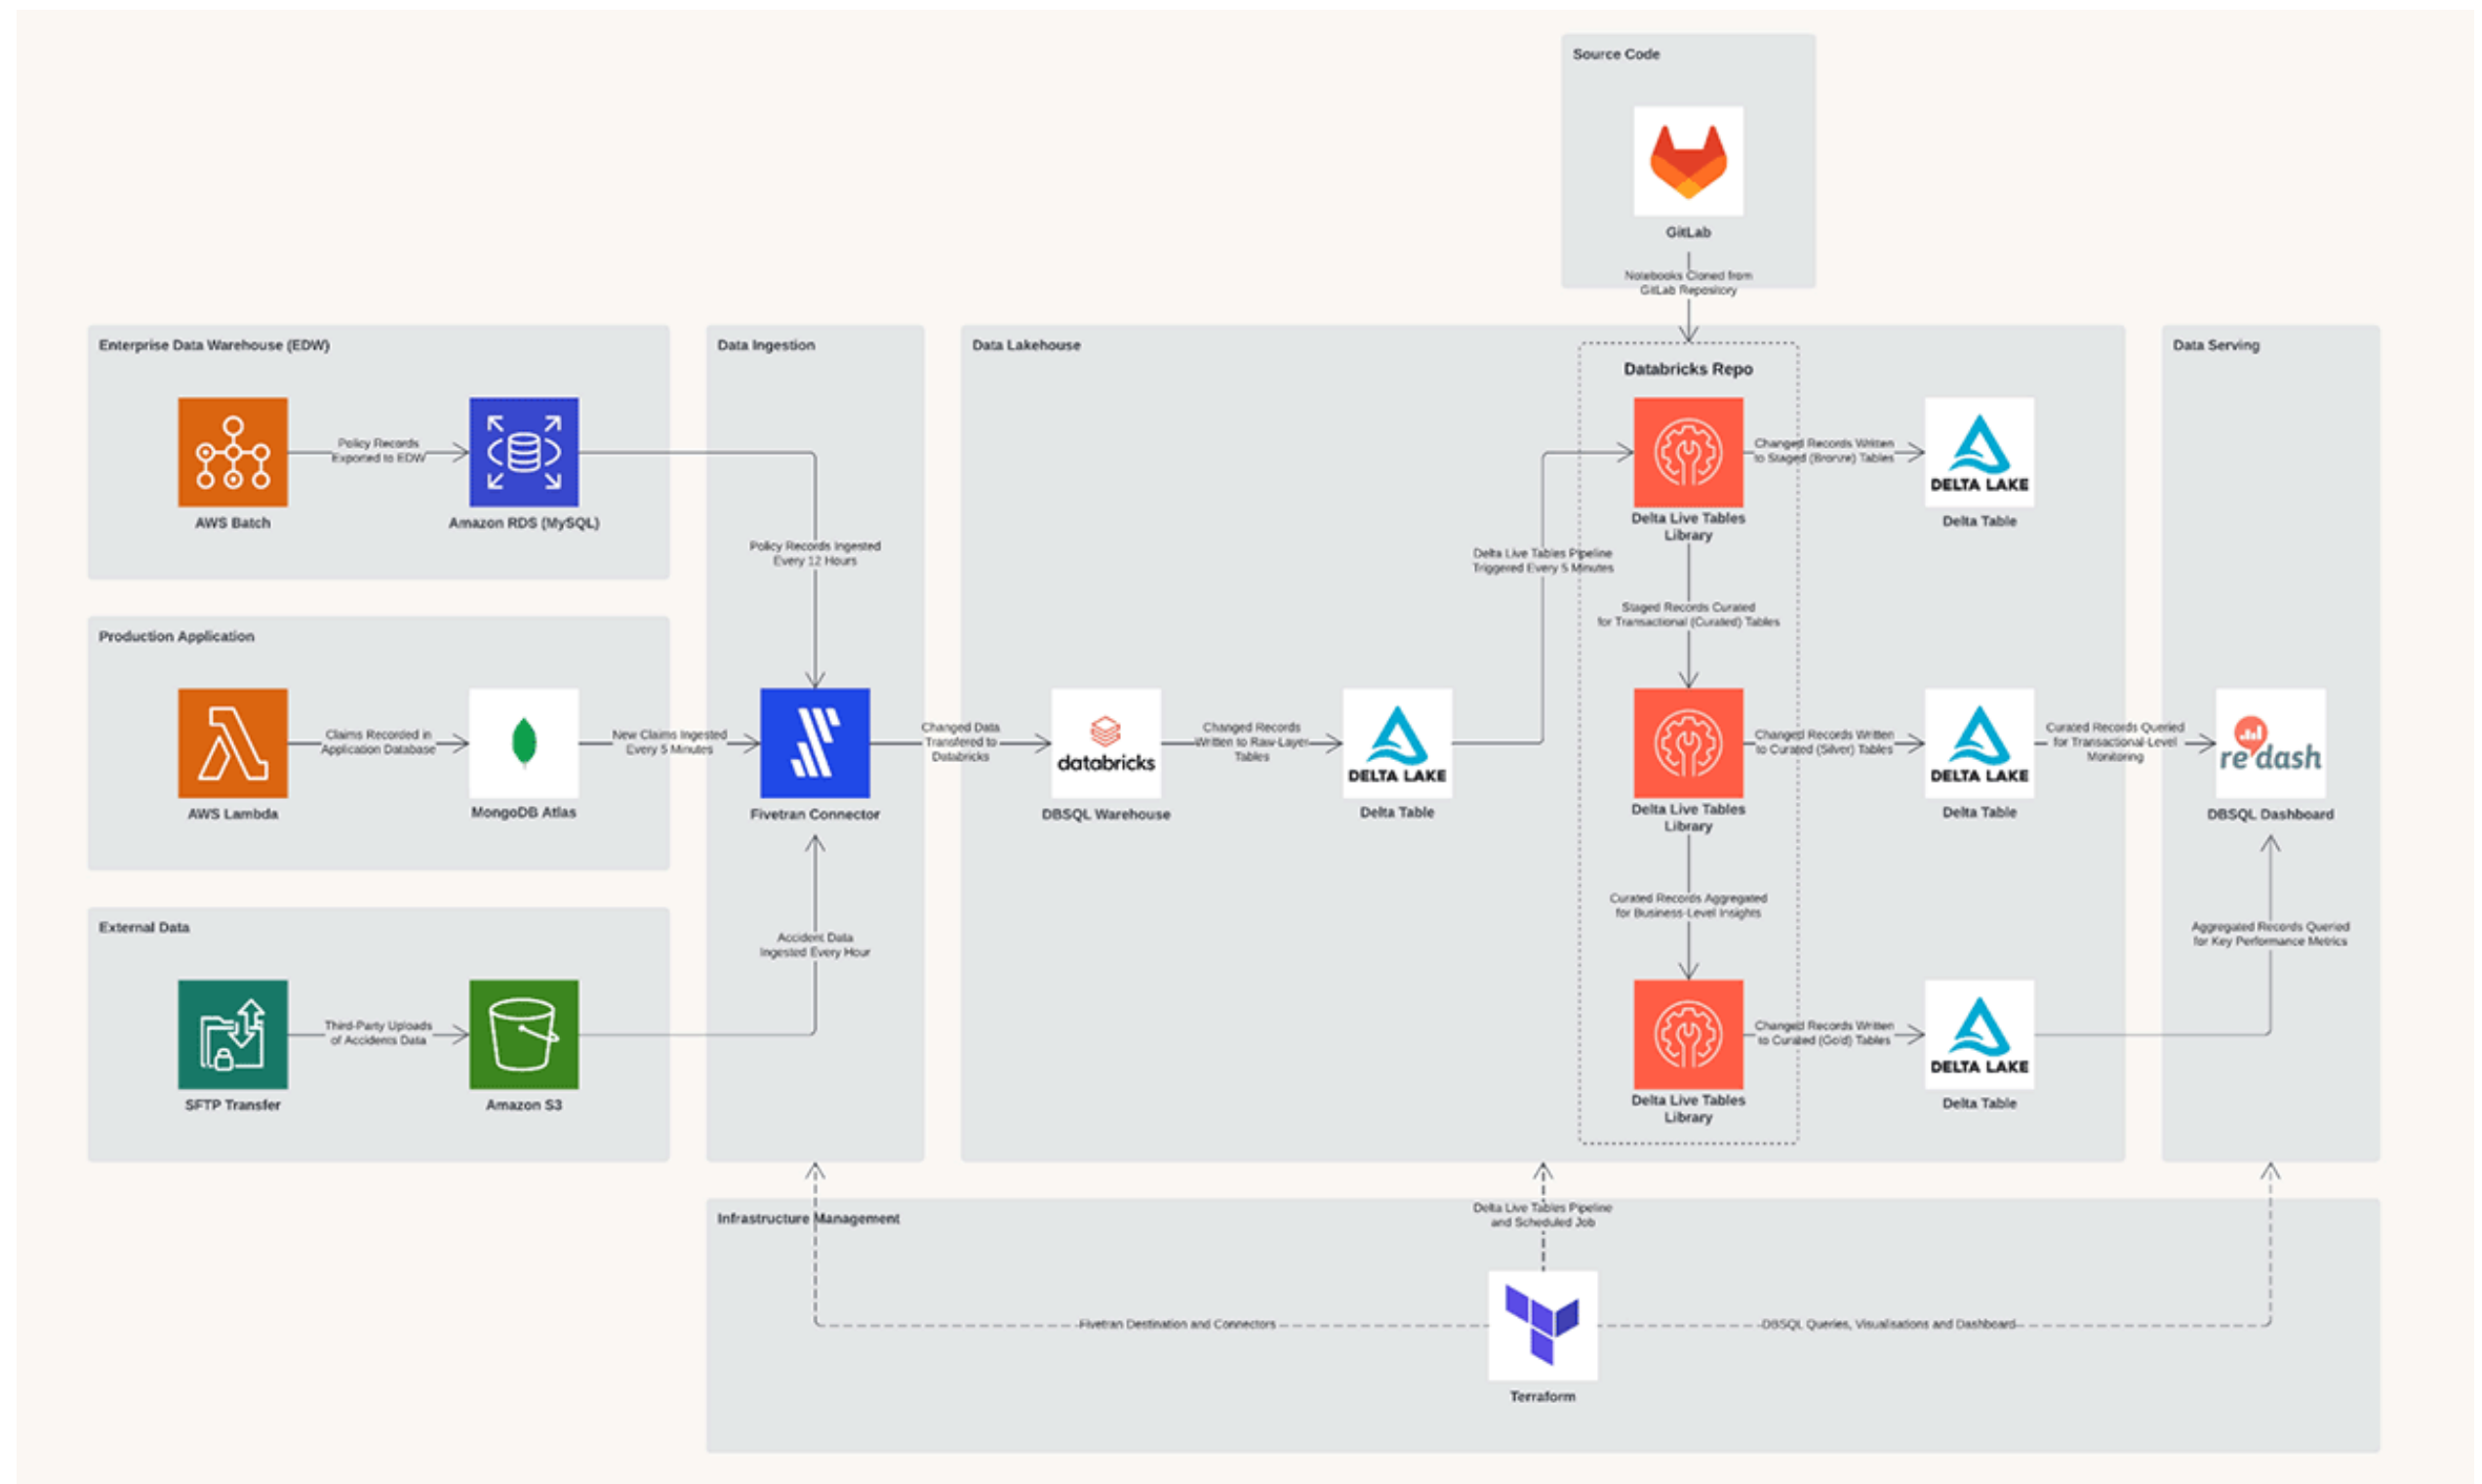 Source Code
GitLab
Notebooks Cloned from
GitLab Repository
Enterprise Data Warehouse (EDW)
AWS Batch
Policy Records
Exported to EDW
Amazon RDS (MySQL)
Production Application
AWS Lambda
Claims Recorded in
Application Database
MongoDB Atlas
New Claims Ingested
Every 5 Minutes
External Data
SFTP Transfer
Third-Party Uploads
of Accidents Data
Amazon S3
Data Ingestion
Policy Records Ingested
Every 12 Hours
Fivetran Connector
Accident Data
Ingested Every Hour
Changed Data
Transfered to
Databricks
Data Lakehouse
databricks
DBSQL Warehouse
Changed Records
Written to Raw-Layer
Tables
DELTA LAKE
Delta Table
Delta Live Tables Pipeline
Triggered Every 5 Minutes
Databricks Repo
Delta Live Tables
Library
Changed Records Written
to Staged (Bronze) Tables
DELTA LAKE
Delta Table
Staged Records Curated
for Transactional (Curated) Tables
Delta Live Tables
Library
Changed Records Written
to Curated (Silver) Tables
DELTA LAKE
Delta Table
Curated Records Aggregated
for Business-Level Insights
Delta Live Tables
Library
Changed Records Written
to Curated (Gold) Tables
DELTA LAKE
Delta Table
Data Serving
Curated Records Queried
for Transactional-Level
Monitoring
redash
DBSQL Dashboard
Aggregated Records Queried
for Key Performance Metrics
Infrastructure Management
Delta Live Tables Pipeline
and Scheduled Job
Fivetran Destination and Connectors
DBSQL Queries, Visualisations and Dashboard
Terraform